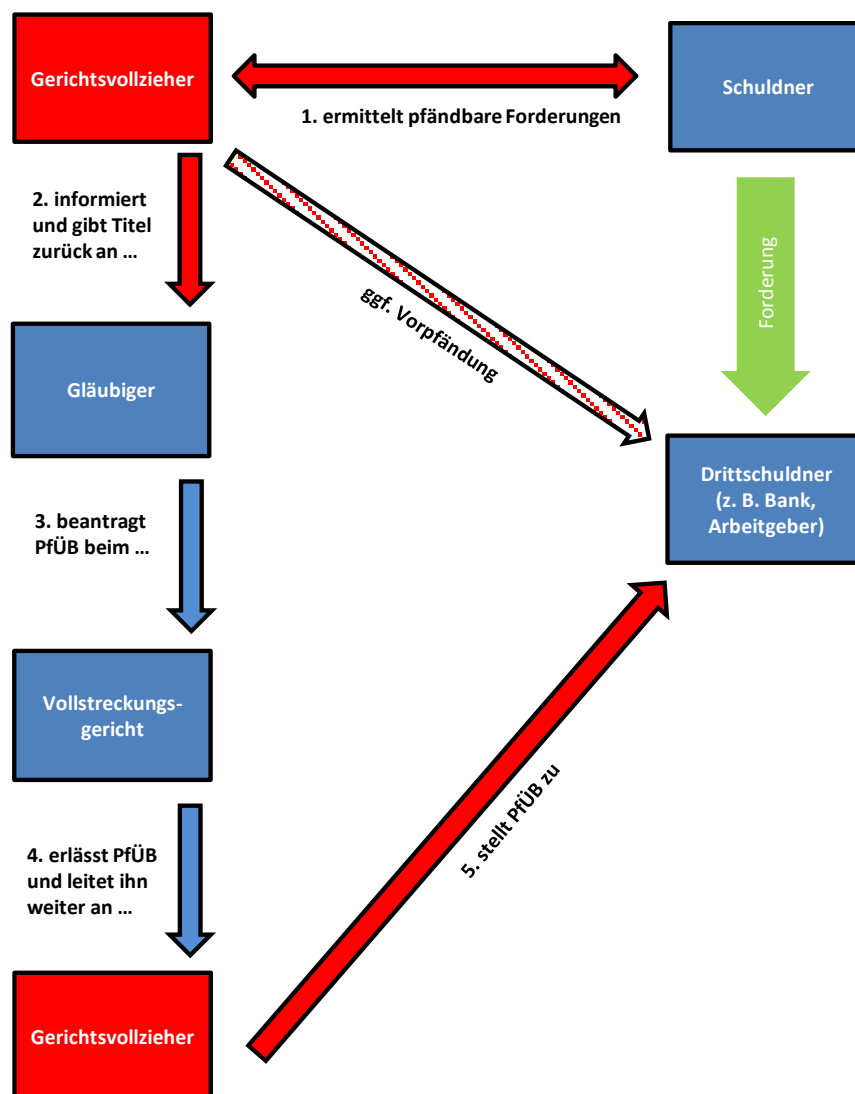 Gerichtsvollzieher
Schuldner
1. ermittelt pfändbare Forderungen
2. informiert
und gibt Titel
zurück an ...
ggf. Vorpfändung
Forderung
Gläubiger
Drittschuldner
(z. B. Bank,
Arbeitgeber)
3. beantragt
PfÜB beim ...
Vollstreckungs-
gericht
4. erlässt PfÜB
und leitet ihn
weiter an ...
5. stellt PfÜB zu
Gerichtsvollzieher